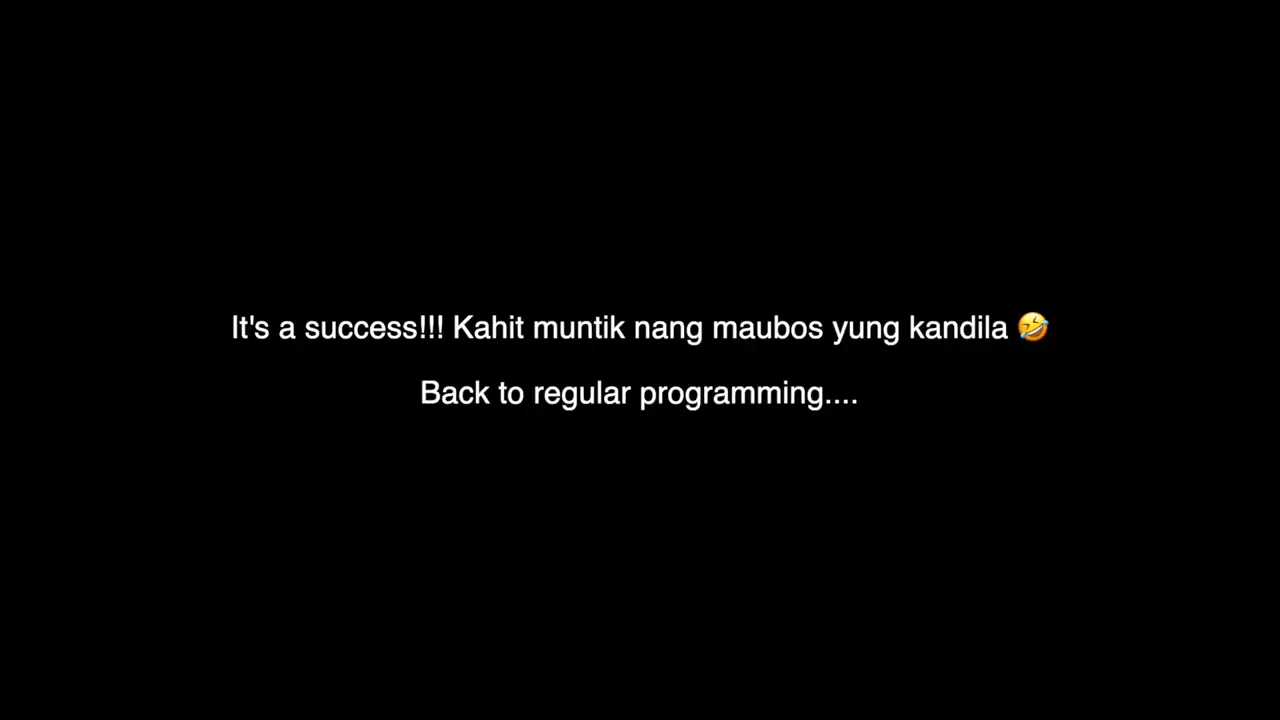 It's a success!!! Kahit muntik nang maubos yung kandila 🤣
Back to regular programming....